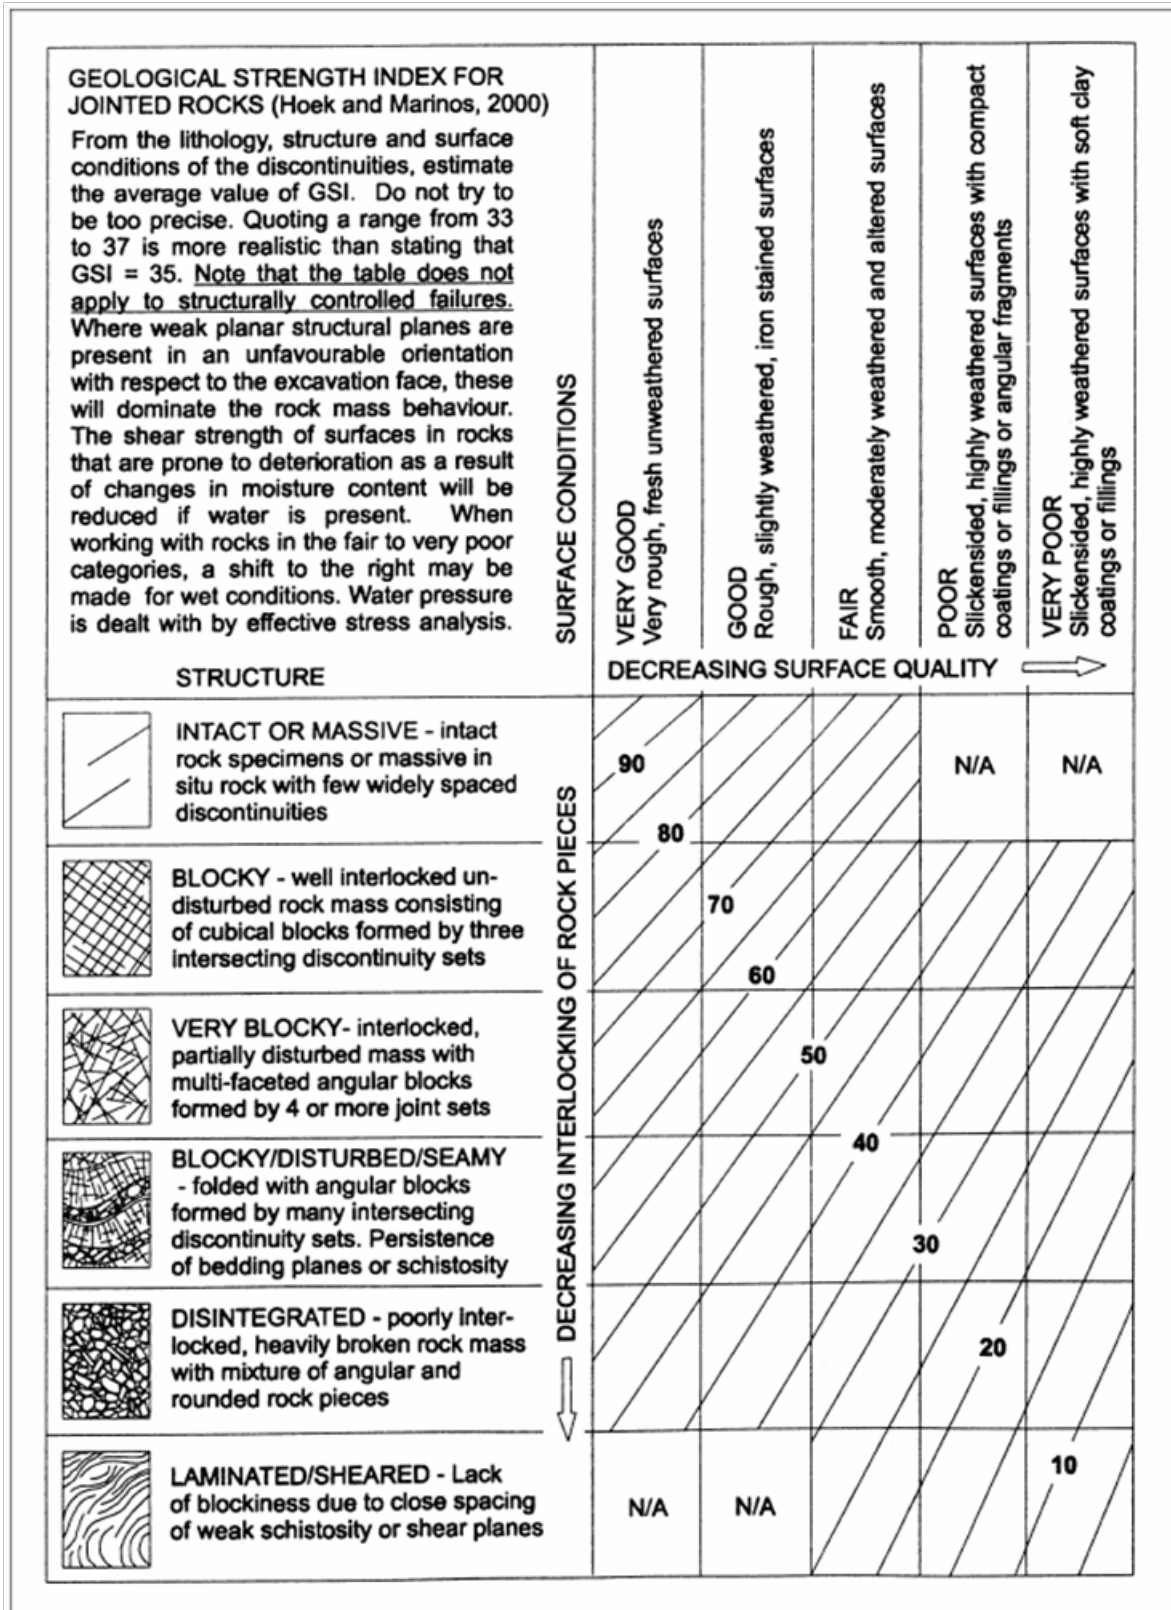 GEOLOGICAL STRENGTH INDEX FOR
JOINTED ROCKS (Hoek and Marinos, 2000)
From the lithology, structure and surface
conditions of the discontinuities, estimate
the average value of GSI. Do not try to
be too precise. Quoting a range from 33
to 37 is more realistic than stating that
GSI = 35. Note that the table does not
apply to structurally controlled failures.
Where weak planar structural planes are
present in an unfavourable orientation
with respect to the excavation face, these
will dominate the rock mass behaviour.
The shear strength of surfaces in rocks
that are prone to deterioration as a result
of changes in moisture content will be
reduced if water is present. When
working with rocks in the fair to very poor
categories, a shift to the right may be
made for wet conditions. Water pressure
is dealt with by effective stress analysis.
STRUCTURE
SURFACE CONDITIONS
VERY GOOD
Very rough, fresh unweathered surfaces
GOOD
Rough, slightly weathered, iron stained surfaces
FAIR
Smooth, moderately weathered and altered surfaces
POOR
Slickensided, highly weathered surfaces with compact
coatings or fillings or angular fragments
VERY POOR
Slickensided, highly weathered surfaces with soft clay
coatings or fillings
DECREASING SURFACE QUALITY
INTACT OR MASSIVE - intact
rock specimens or massive in
situ rock with few widely spaced
discontinuities
BLOCKY - well interlocked un-
disturbed rock mass consisting
of cubical blocks formed by three
intersecting discontinuity sets
VERY BLOCKY- interlocked,
partially disturbed mass with
multi-faceted angular blocks
formed by 4 or more joint sets
BLOCKY/DISTURBED/SEAMY
- folded with angular blocks
formed by many intersecting
discontinuity sets. Persistence
of bedding planes or schistosity
DISINTEGRATED - poorly inter-
locked, heavily broken rock mass
with mixture of angular and
rounded rock pieces
LAMINATED/SHEARED - Lack
of blockiness due to close spacing
of weak schistosity or shear planes
DECREASING INTERLOCKING OF ROCK PIECES
90
N/A
N/A
80
70
60
50
40
30
20
10
N/A
N/A